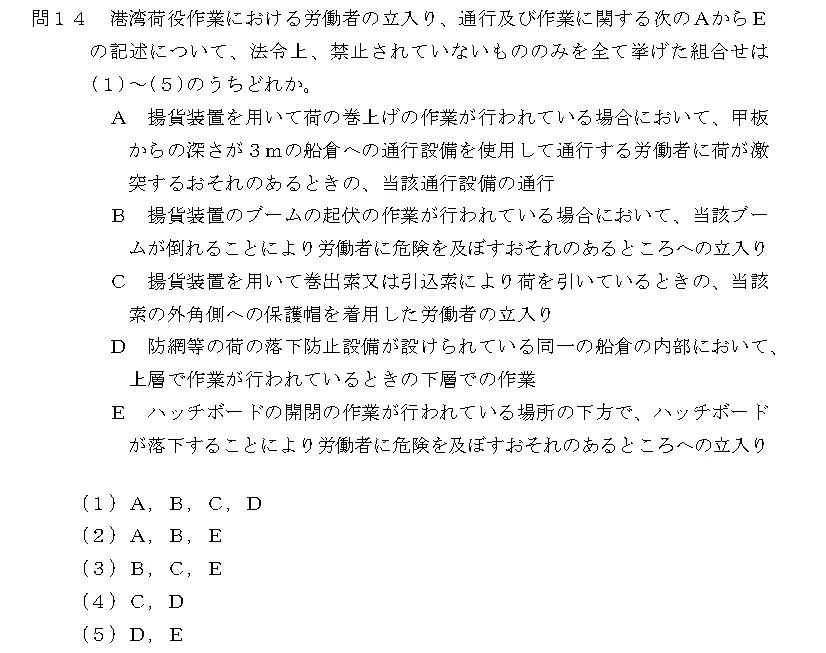 問14 港湾荷役作業における労働者の立入り、通行及び作業に関する次のAからE
の記述について、法令上、禁止されていないもののみを全て挙げた組合せは
(1)～(5)のうちどれか。
A 揚貨装置を用いて荷の巻上げの作業が行われている場合において、甲板
からの深さが3mの船倉への通行設備を使用して通行する労働者に荷が激
突するおそれのあるときの、当該通行設備の通行
B 揚貨装置のブームの起伏の作業が行われている場合において、当該ブー
ムが倒れることにより労働者に危険を及ぼすおそれのあるところへの立入り
C 揚貨装置を用いて巻出索又は引込索により荷を引いているときの、当該
索の外角側への保護帽を着用した労働者の立入り
D 防網等の荷の落下防止設備が設けられている同一の船倉の内部において、
上層で作業が行われているときの下層での作業
E ハッチボードの開閉の作業が行われている場所の下方で、ハッチボード
が落下することにより労働者に危険を及ぼすおそれのあるところへの立入り
(1) A, B, C, D
(2) A, B, E
(3) B, C, E
(4) C, D
(5) D, E